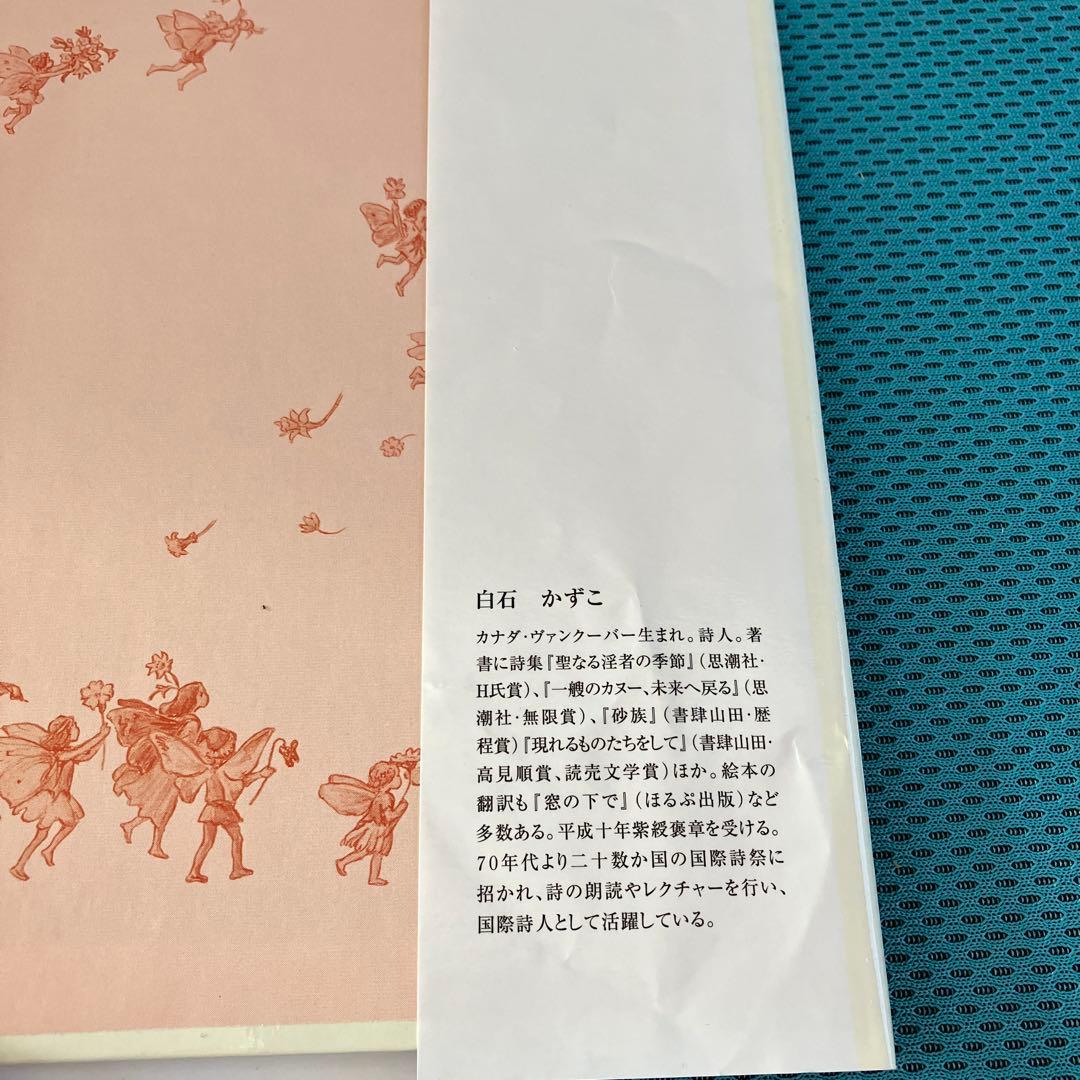 白石　かずこ
カナダ・ヴァンクーバー生まれ。詩人。著
書に詩集『聖なる淫者の季節』(思潮社・
H氏賞)、『一艘のカヌー、未来へ戻る』(思
潮社・無限賞)、『砂族』(書肆山田・歴
程賞)『現れるものたちをして』(書肆山田・
高見順賞、読売文学賞)ほか。絵本の
翻訳も『窓の下で』(ほるぷ出版)など
多数ある。平成十年紫綬褒章を受ける。
70年代より二十数か国の国際詩祭に
招かれ、詩の朗読やレクチャーを行い、
国際詩人として活躍している。